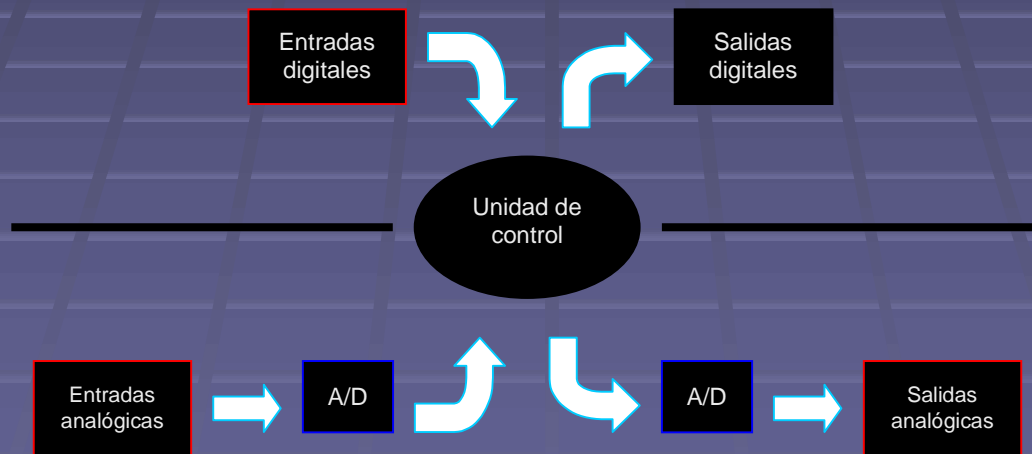 Entradas
digitales
Salidas
digitales
Unidad de
control
Entradas
analógicas
A/D
A/D
Salidas
analógicas